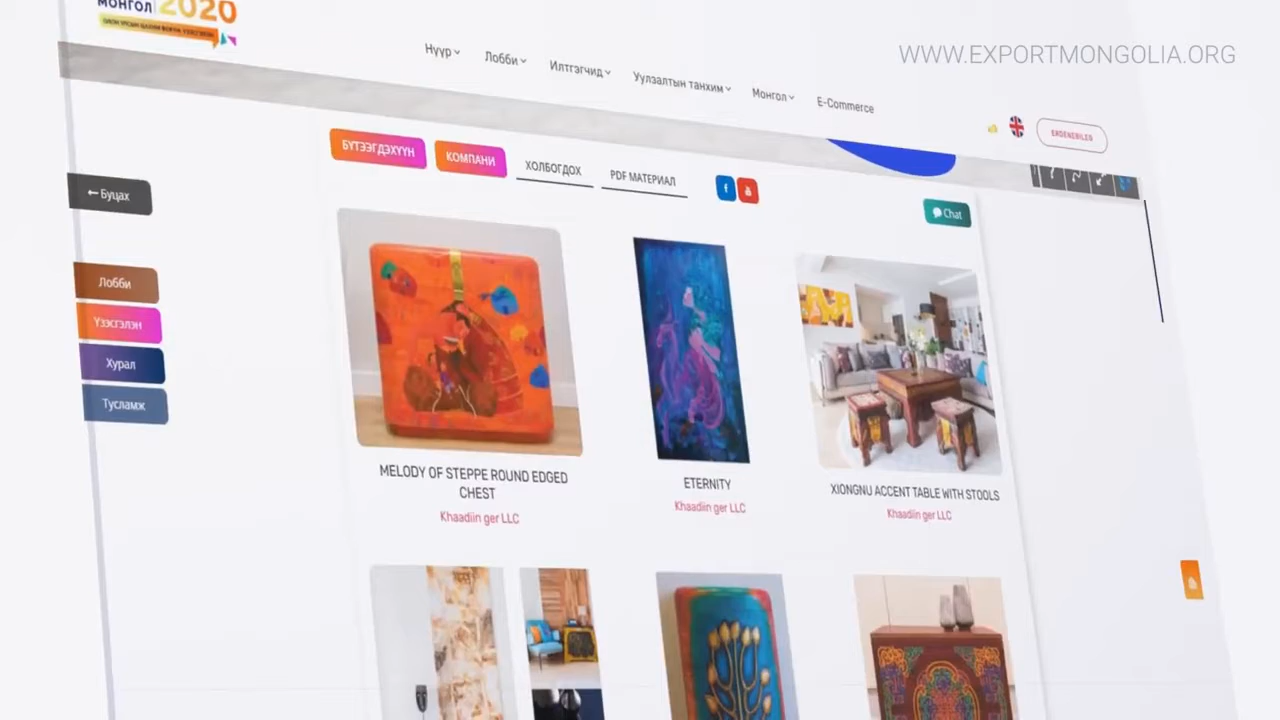 МОНГОЛ 2020
WWW.EXPORTMONGOLIA.ORG
Нүүр
Лобби
Илтгэгчид
Уулзалтын танхим
Монгол
E-Commerce
ERDENEBILEG
БҮТЭЭГДЭХҮҮН
КОМПАНИ
ХОЛБОГДОХ
PDF МАТЕРИАЛ
Chat
Буцах
Лобби
Үзэсгэлэн
Хурал
Тусламж
MELODY OF STEPPE ROUND EDGED
CHEST
Khaadiin ger LLC
ETERNITY
Khaadiin ger LLC
XIONGNU ACCENT TABLE WITH STOOLS
Khaadiin ger LLC